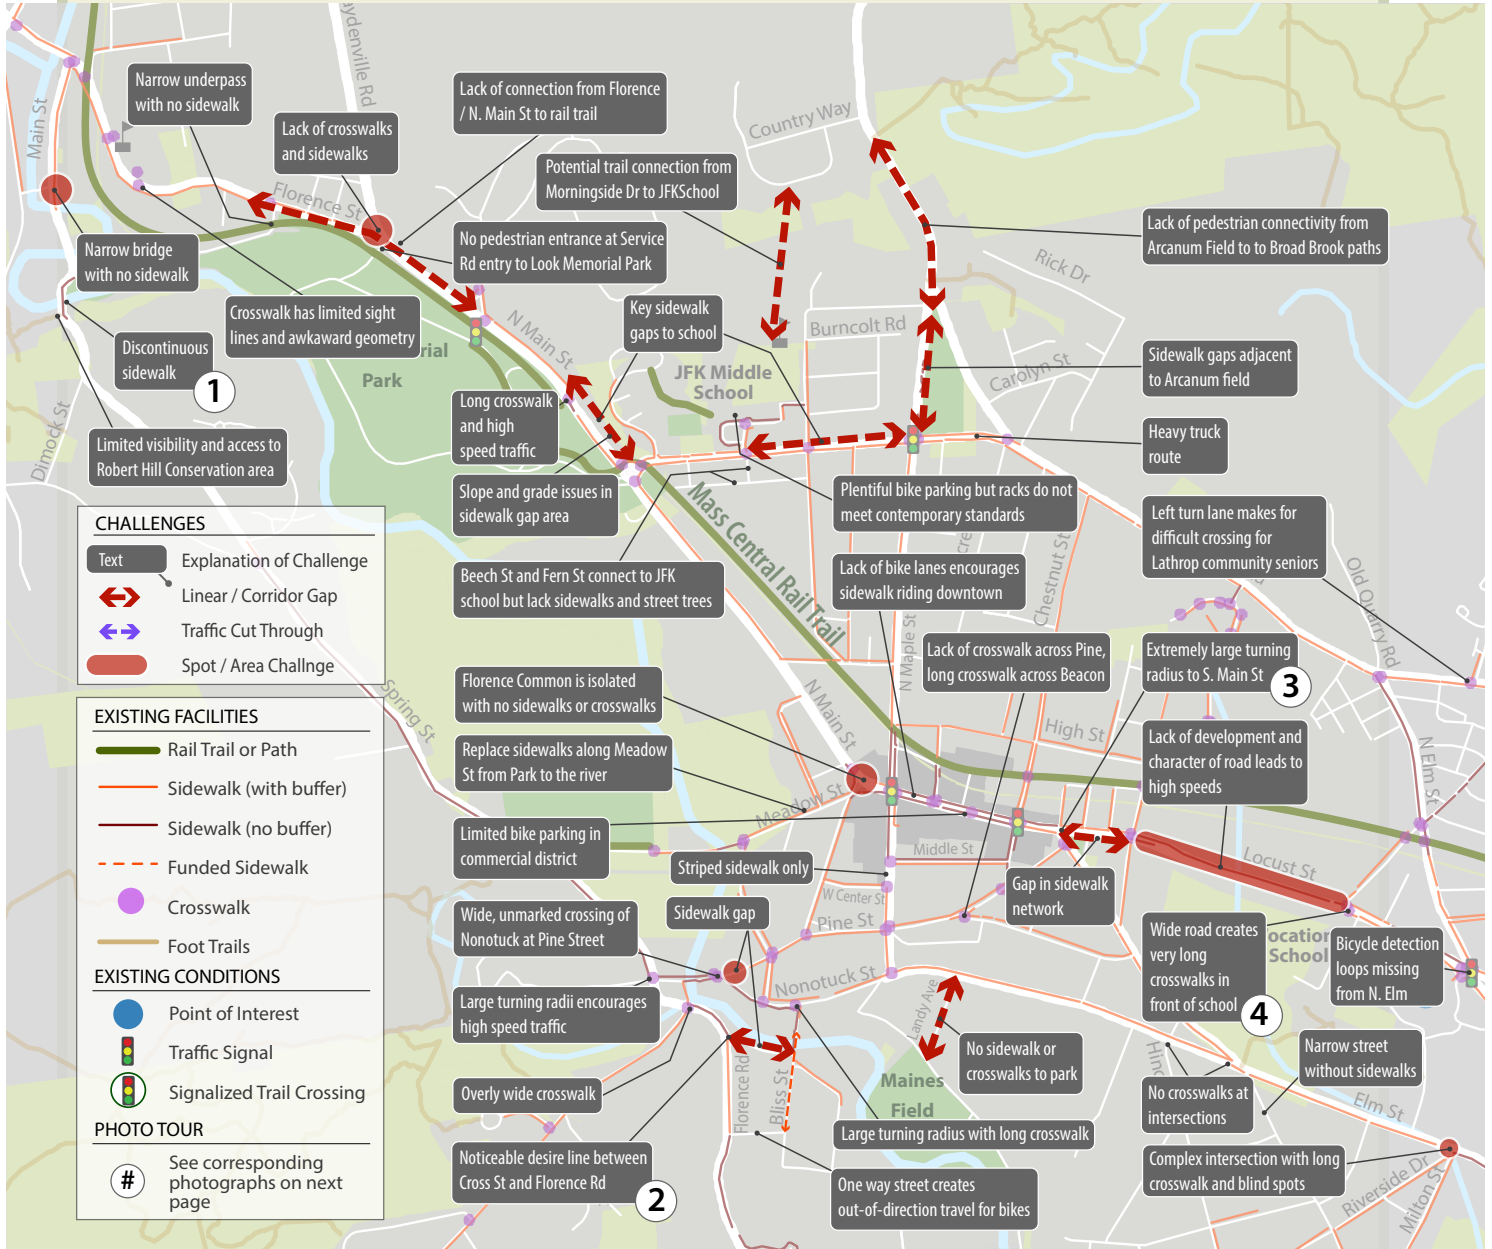 Narrow underpass
with no sidewalk
aydenville Rd
Lack of connection from Florence
/ N. Main St to rail trail
Main St
Lack of crosswalks
and sidewalks
Country Way
Potential trail connection from
Morningside Dr to JFKSchool
Florence St
Lack of pedestrian connectivity from
Arcanum Field to to Broad Brook paths
Narrow bridge
with no sidewalk
No pedestrian entrance at Service
Rd entry to Look Memorial Park
Rick Dr
Crosswalk has limited sight
lines and awkaward geometry
Key sidewalk
gaps to school
N Main St
Burncolt Rd
Discontinuous
sidewalk
1
rial
Park
JFK Middle
School
Carolyn St
Sidewalk gaps adjacent
to Arcanum field
Long crosswalk
and high
speed traffic
Dimock St
Limited visibility and access to
Robert Hill Conservation area
Heavy truck
route
Slope and grade issues in
sidewalk gap area
Mass Central Rail Trail
Plentiful bike parking but racks do not
meet contemporary standards
Left turn lane makes for
difficult crossing for
Lathrop community seniors
CHALLENGES
Text
Explanation of Challenge
Linear / Corridor Gap
Traffic Cut Through
Spot / Area Challnge
Beech St and Fern St connect to JFK
school but lack sidewalks and street trees
Lack of bike lanes encourages
sidewalk riding downtown
cre
Chestnut St
Old Quarry Rd
N Maple St
Lack of crosswalk across Pine,
long crosswalk across Beacon
Extremely large turning
radius to S. Main St
3
Florence Common is isolated
with no sidewalks or crosswalks
Spring St
N Main St
EXISTING FACILITIES
Rail Trail or Path
Sidewalk (with buffer)
Sidewalk (no buffer)
Funded Sidewalk
Crosswalk
Foot Trails
EXISTING CONDITIONS
Point of Interest
Traffic Signal
Signalized Trail Crossing
PHOTO TOUR
#
See corresponding
photographs on next
page
Replace sidewalks along Meadow
St from Park to the river
High St
Lack of development and
character of road leads to
high speeds
N Elm St
Meadow St
Limited bike parking in
commercial district
Middle St
Locust St
Striped sidewalk only
Gap in sidewalk
network
W Center St
Pine St
Wide, unmarked crossing of
Nonotuck at Pine Street
Sidewalk gap
Wide road creates
very long
crosswalks in
front of school
4
ocation
School
Bicycle detection
loops missing
from N. Elm
Nonotuck St
Large turning radii encourages
high speed traffic
Landy Ave
No sidewalk or
crosswalks to park
Narrow street
without sidewalks
Maines
Field
Hinc
No crosswalks at
intersections
Elm St
Overly wide crosswalk
Florence Rd
Bliss St
Large turning radius with long crosswalk
Noticeable desire line between
Cross St and Florence Rd
2
One way street creates
out-of-direction travel for bikes
Complex intersection with long
crosswalk and blind spots
Riverside Dr
Milton St